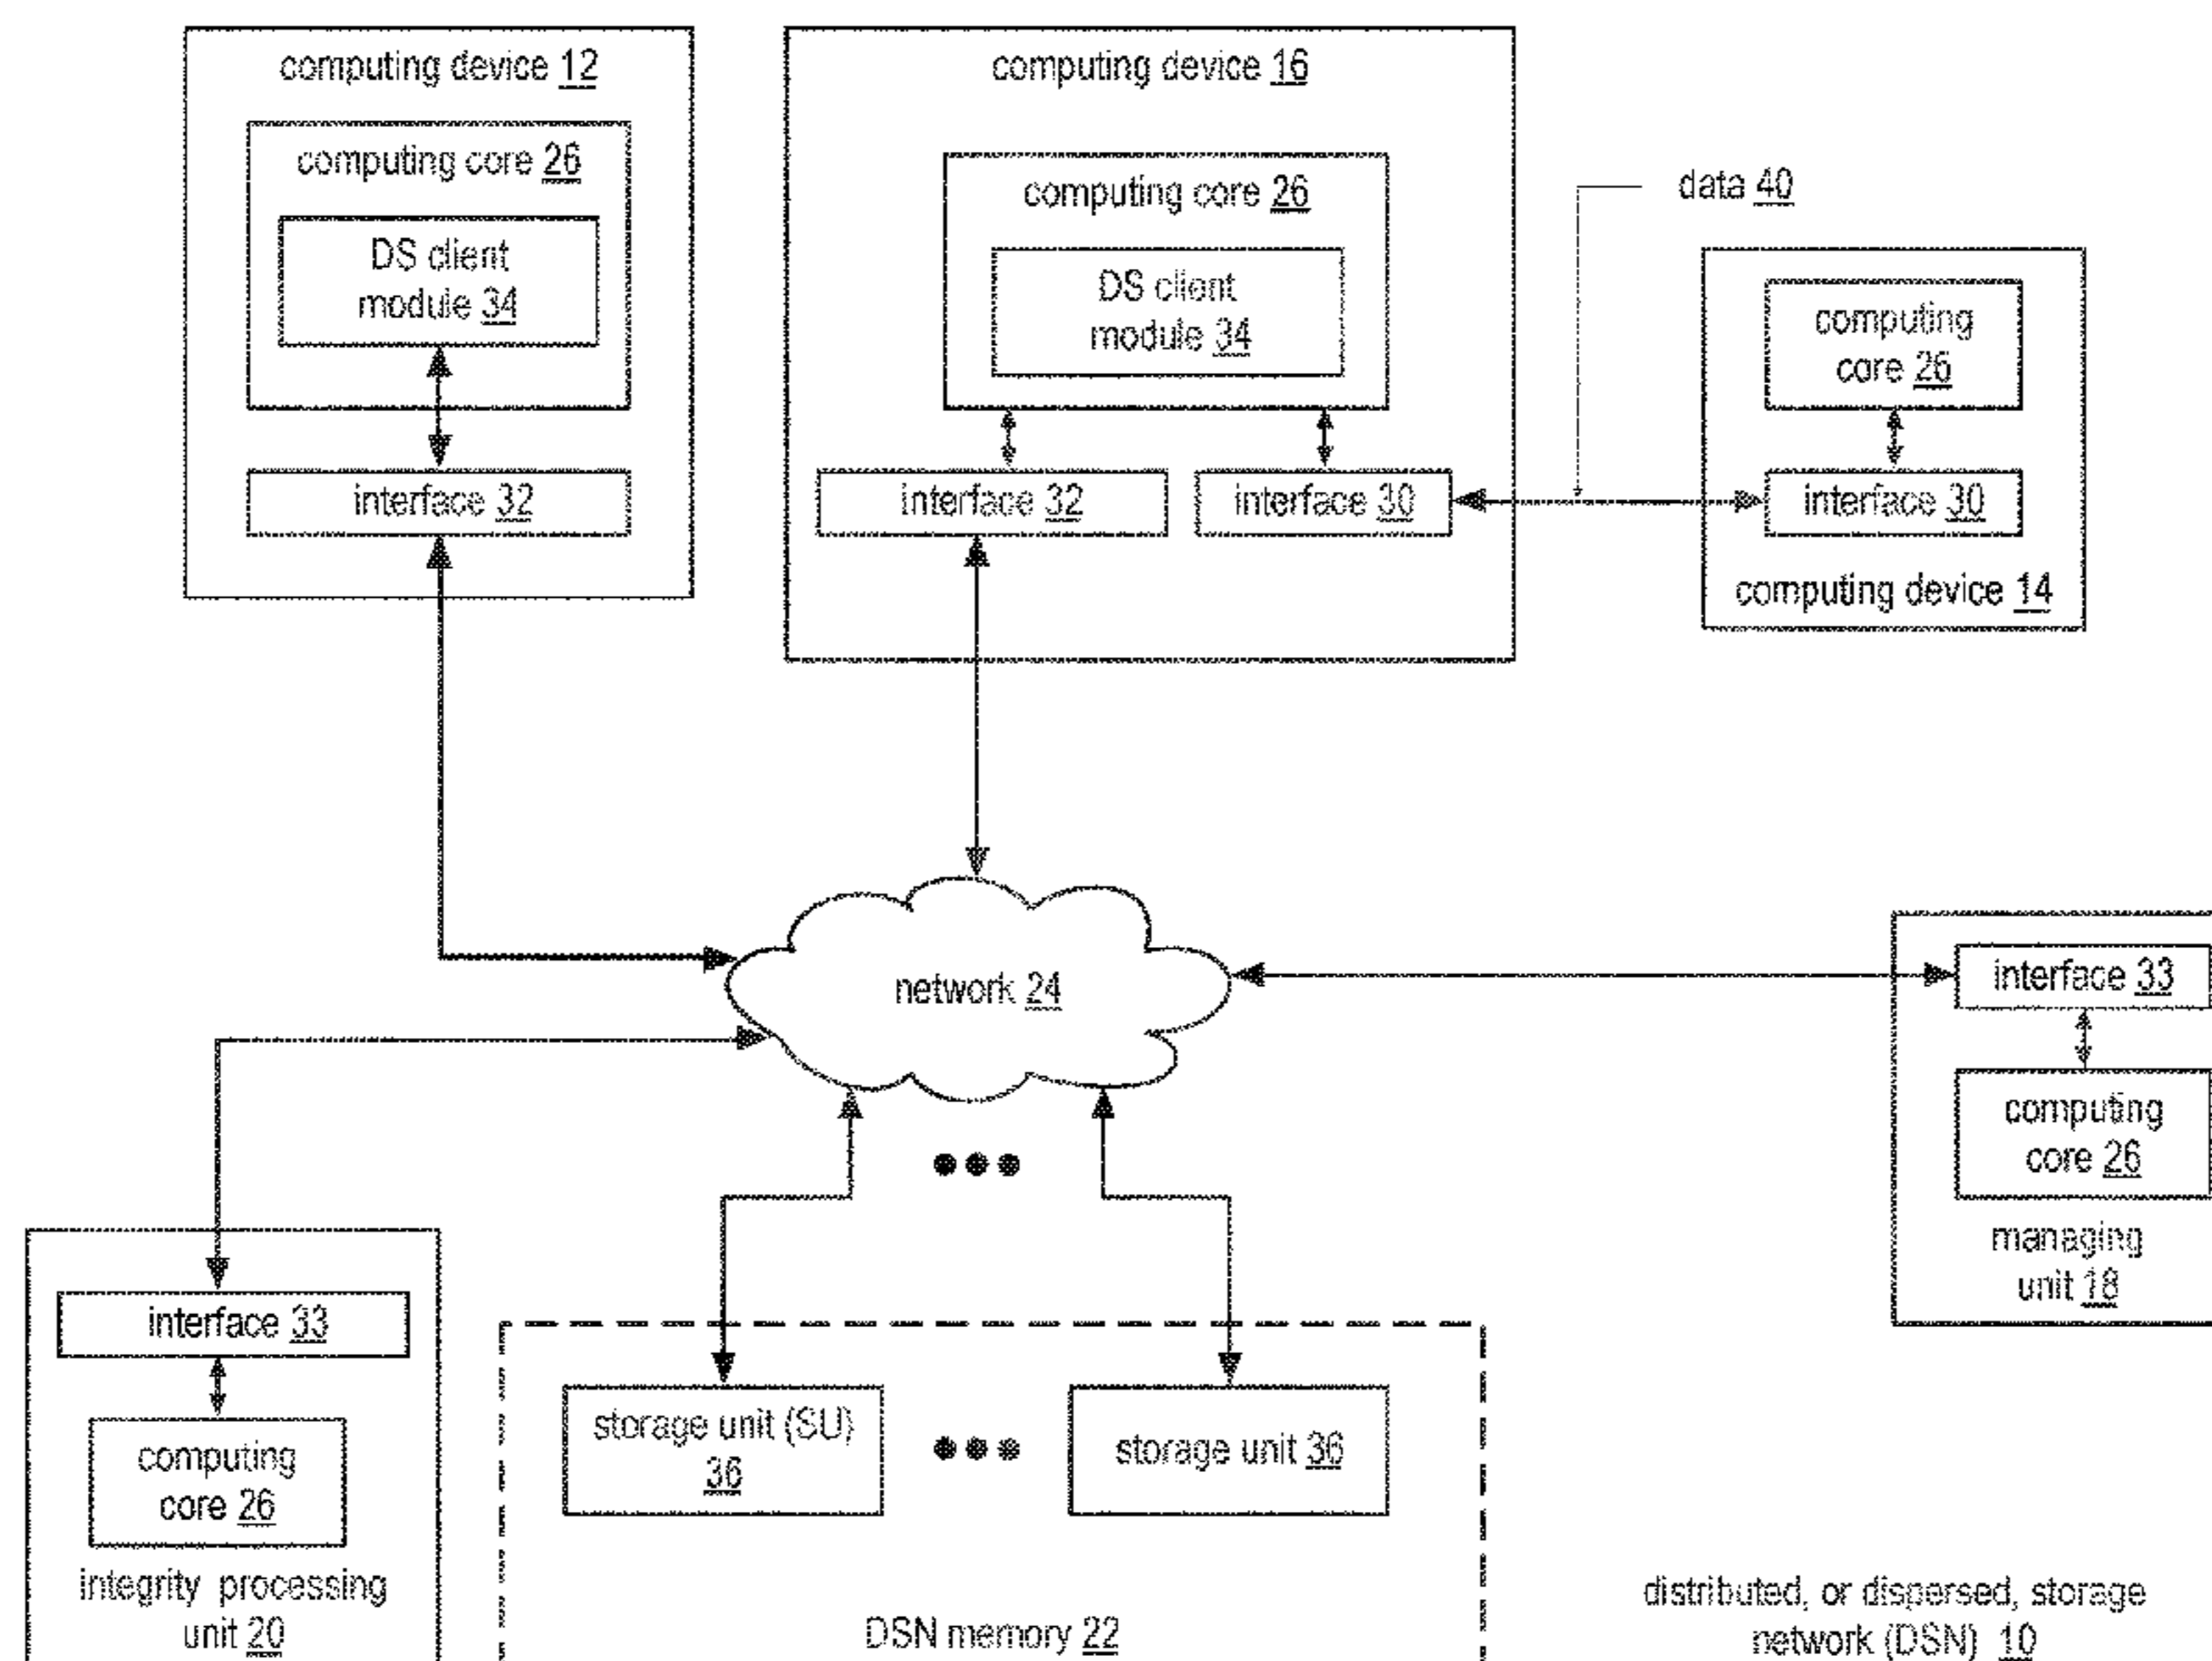 computing device 12
computing core 26
DS client
module 34
interface 32
computing device 16
computing core 26
DS client
module 34
interface 32
interface 30
data 40
computing
core 26
interface 30
computing device 14
network 24
interface 33
computing
core 26
managing
unit 18
interface 33
computing
core 26
integrity processing
unit 20
storage unit (SU)
36
storage unit 36
DSN memory 22
distributed, or dispersed, storage
network (DSN) 10